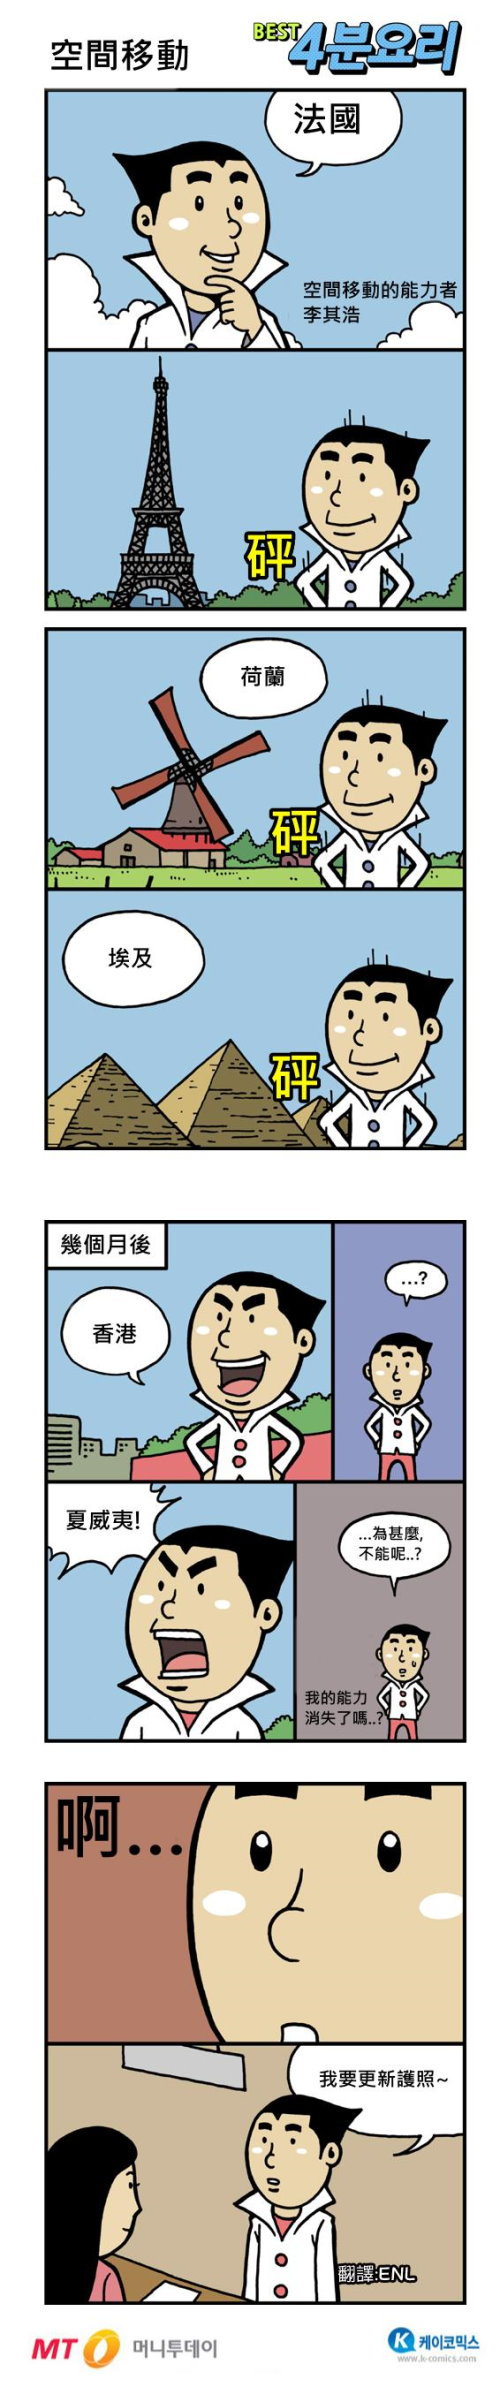 空間移動
BEST
4분요리
法國
空間移動的能力者
李其浩
砰
荷蘭
砰
埃及
砰
幾個月後
香港
...?
夏威夷!
...為甚麼,
不能呢..?
我的能力
消失了嗎..?
啊...
我要更新護照~
翻譯:ENL
MT 머니투데이
K 케이코믹스
www.k-comics.com